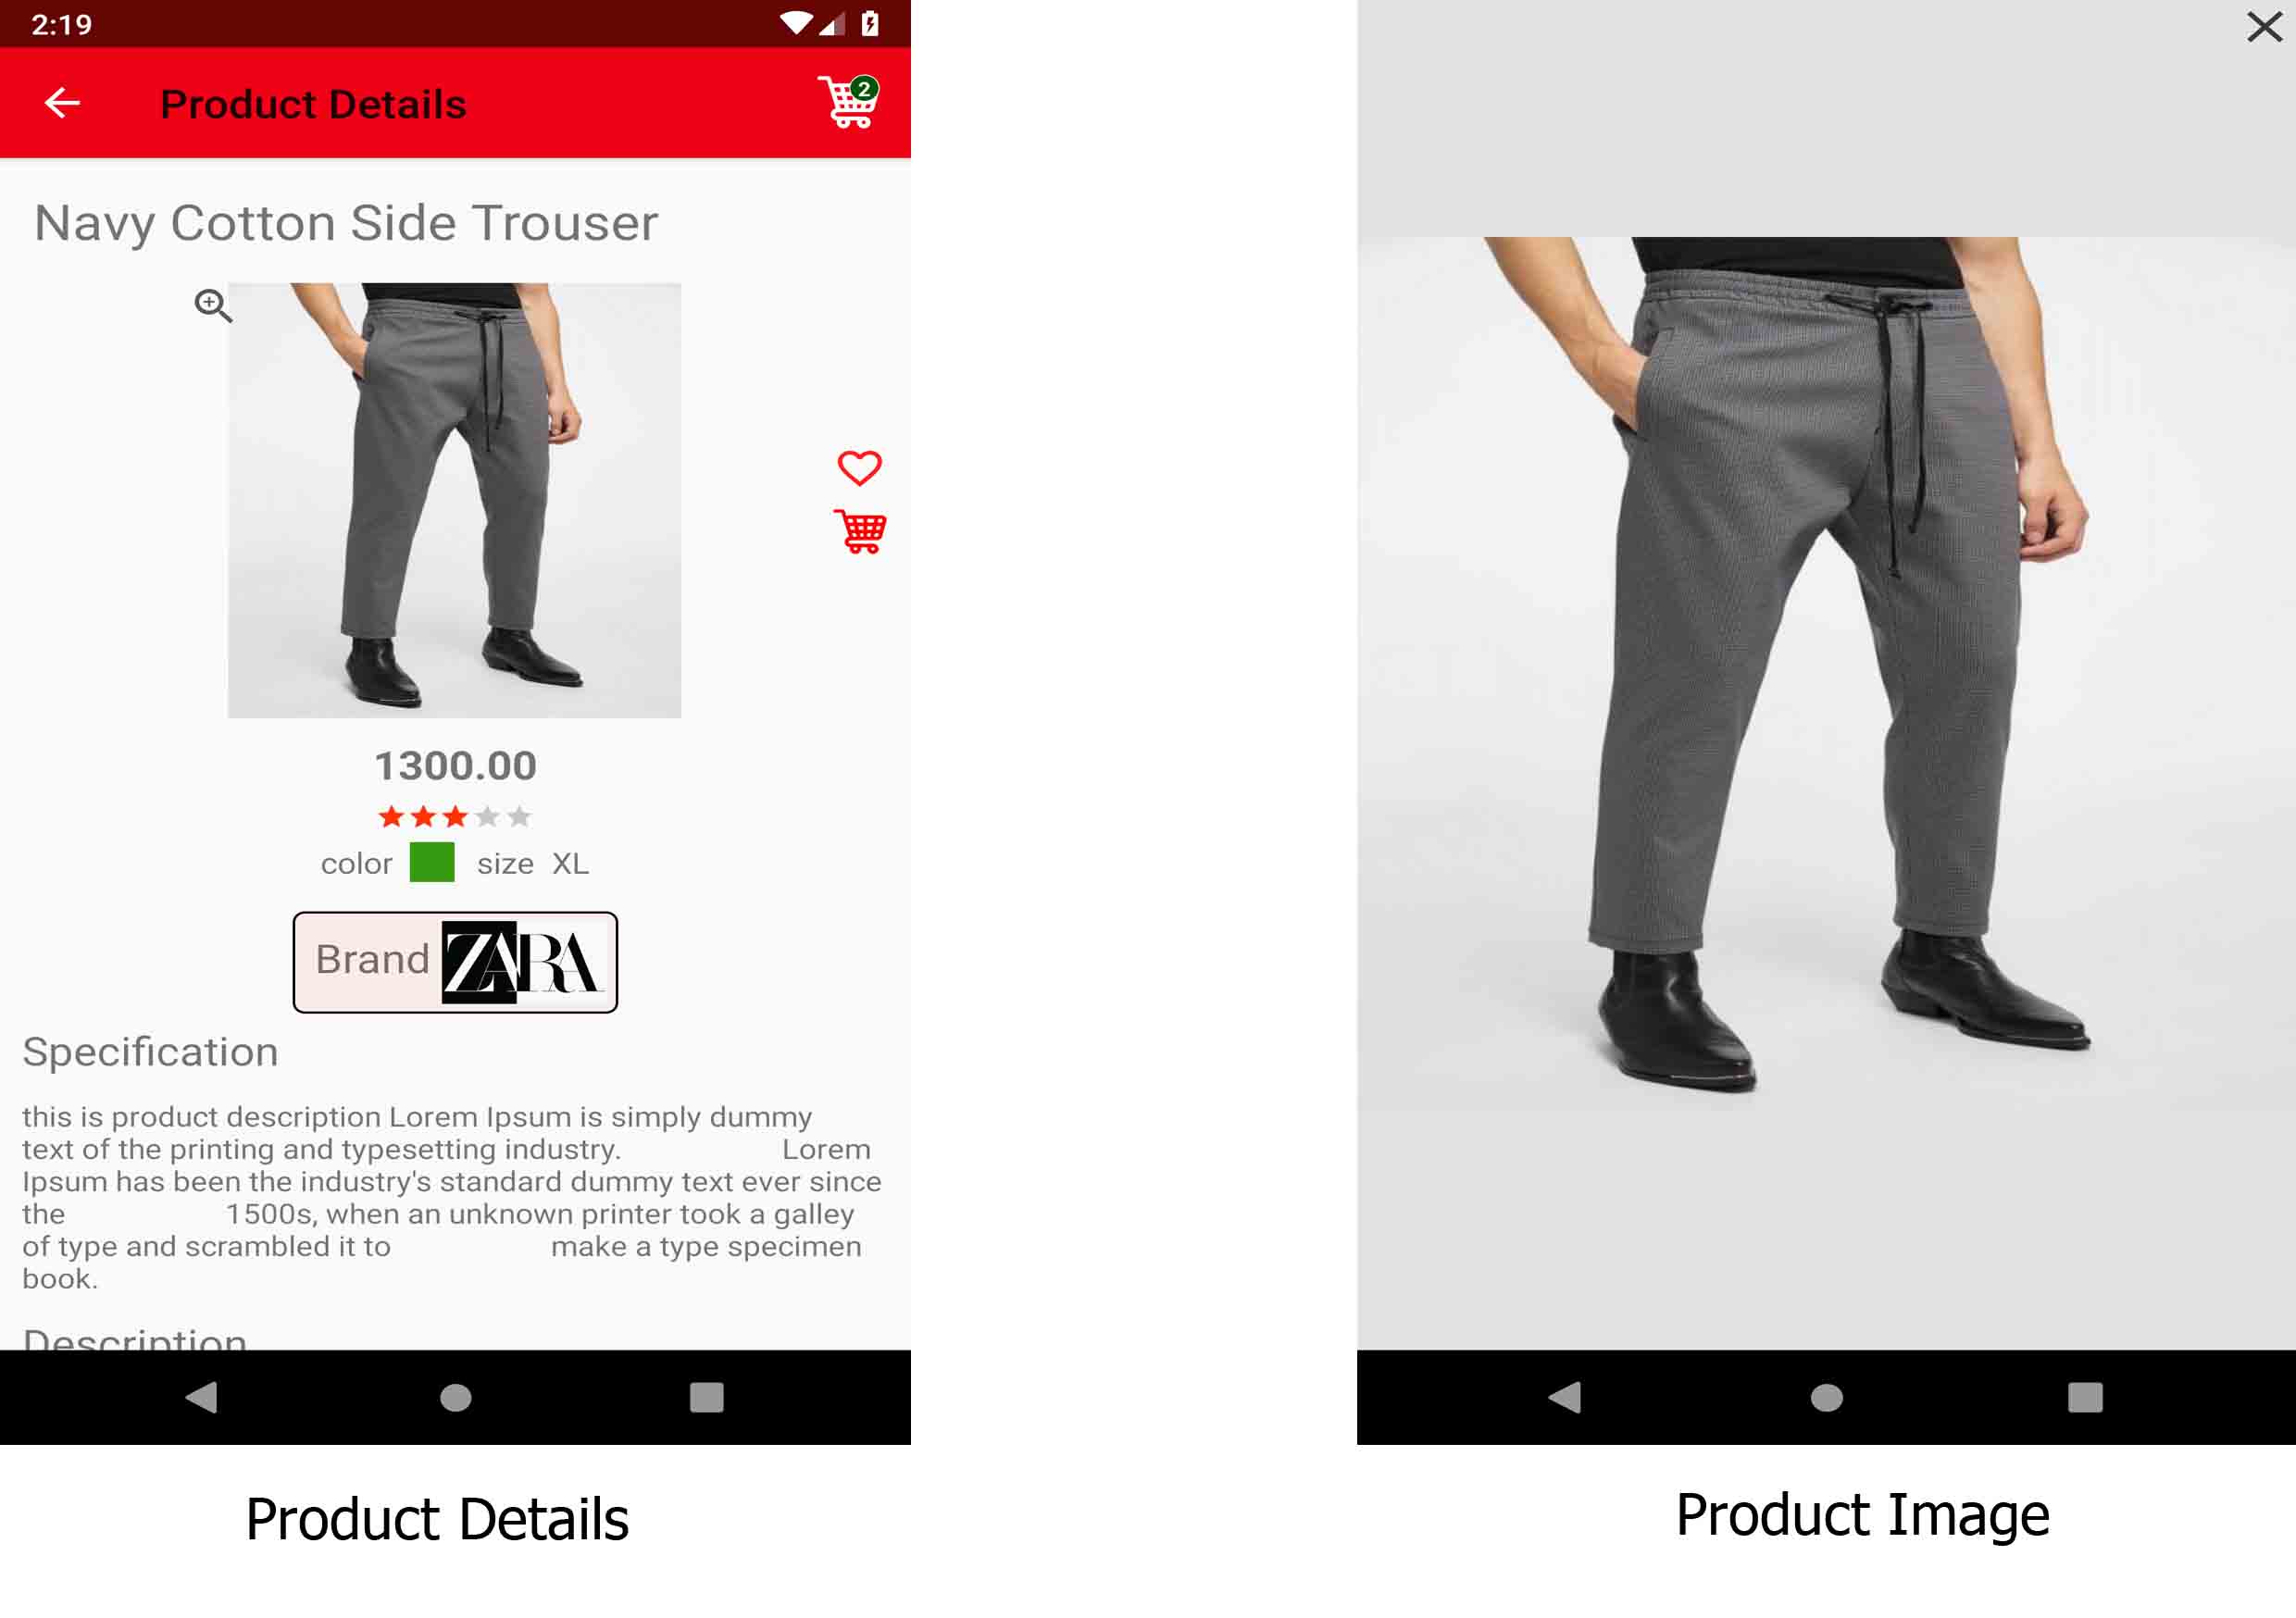 2:19
Product Details
2
Navy Cotton Side Trouser
1300.00
color size XL
Brand ZARA
Specification
this is product description Lorem Ipsum is simply dummy
text of the printing and typesetting industry. Lorem
Ipsum has been the industry's standard dummy text ever since
the 1500s, when an unknown printer took a galley
of type and scrambled it to make a type specimen
book.
Description
Product Details
Product Image